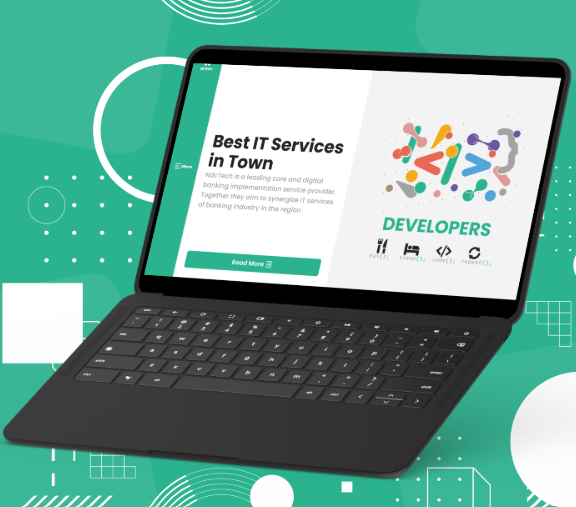 Menu
Best IT Services
in Town
NdcTech is a leading core and digital
banking implementation service provider.
Together they aim to synergize IT services
of banking industry in the region
Read More
</>
DEVELOPERS
eat(); sleep(); code(); repeat();